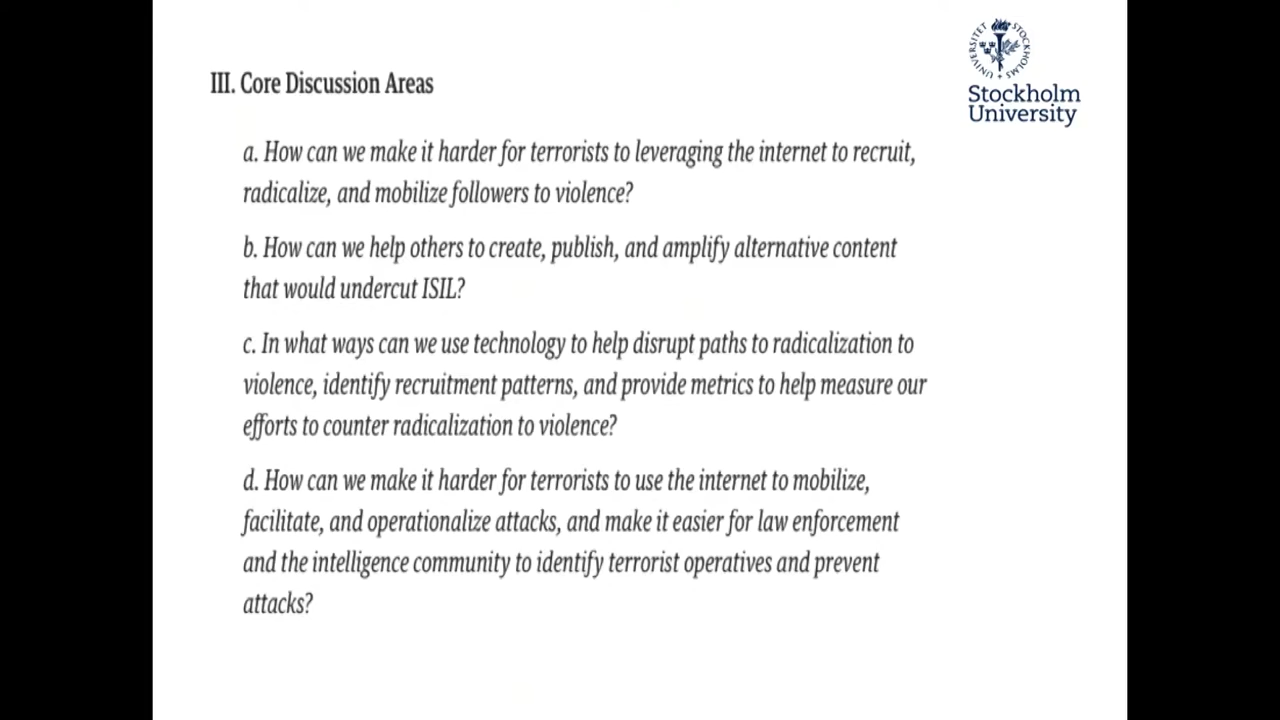 STOCKHOLMS UNIVERSITET
Stockholm
University
III. Core Discussion Areas
a. How can we make it harder for terrorists to leveraging the internet to recruit,
radicalize, and mobilize followers to violence?
b. How can we help others to create, publish, and amplify alternative content
that would undercut ISIL?
c. In what ways can we use technology to help disrupt paths to radicalization to
violence, identify recruitment patterns, and provide metrics to help measure our
efforts to counter radicalization to violence?
d. How can we make it harder for terrorists to use the internet to mobilize,
facilitate, and operationalize attacks, and make it easier for law enforcement
and the intelligence community to identify terrorist operatives and prevent
attacks?